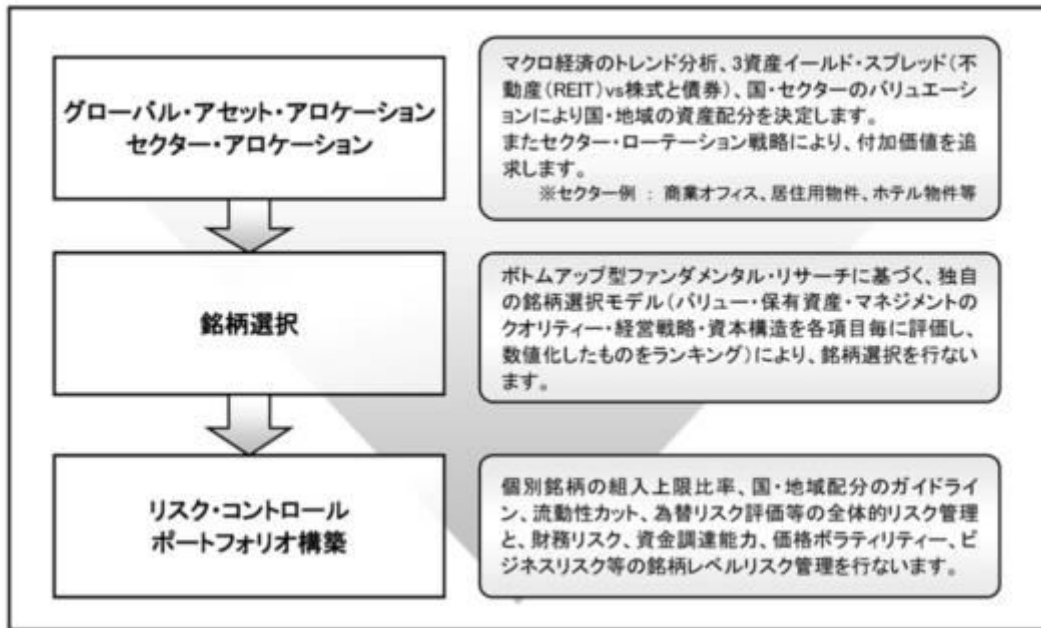 グローバル・アセット・アロケーション
セクター・アロケーション
マクロ経済のトレンド分析、3資産イールド・スプレッド(不
動産(REIT)vs株式と債券)、国・セクターのバリュエーシ
ョンにより国・地域の資産配分を決定します。
またセクター・ローテーション戦略により、付加価値を追
求します。
※セクター例 : 商業オフィス、居住用物件、ホテル物件等
銘柄選択
ボトムアップ型ファンダメンタル・リサーチに基づく、独自
の銘柄選択モデル(バリュー・保有資産・マネジメントの
クオリティー・経営戦略・資本構造を各項目毎に評価し、
数値化したものをランキング)により、銘柄選択を行ない
ます。
リスク・コントロール
ポートフォリオ構築
個別銘柄の組入上限比率、国・地域配分のガイドライ
ン、流動性カット、為替リスク評価等の全体的リスク管理
と、財務リスク、資金調達能力、価格ボラティリティー、ビ
ジネスリスク等の銘柄レベルリスク管理を行ないます。